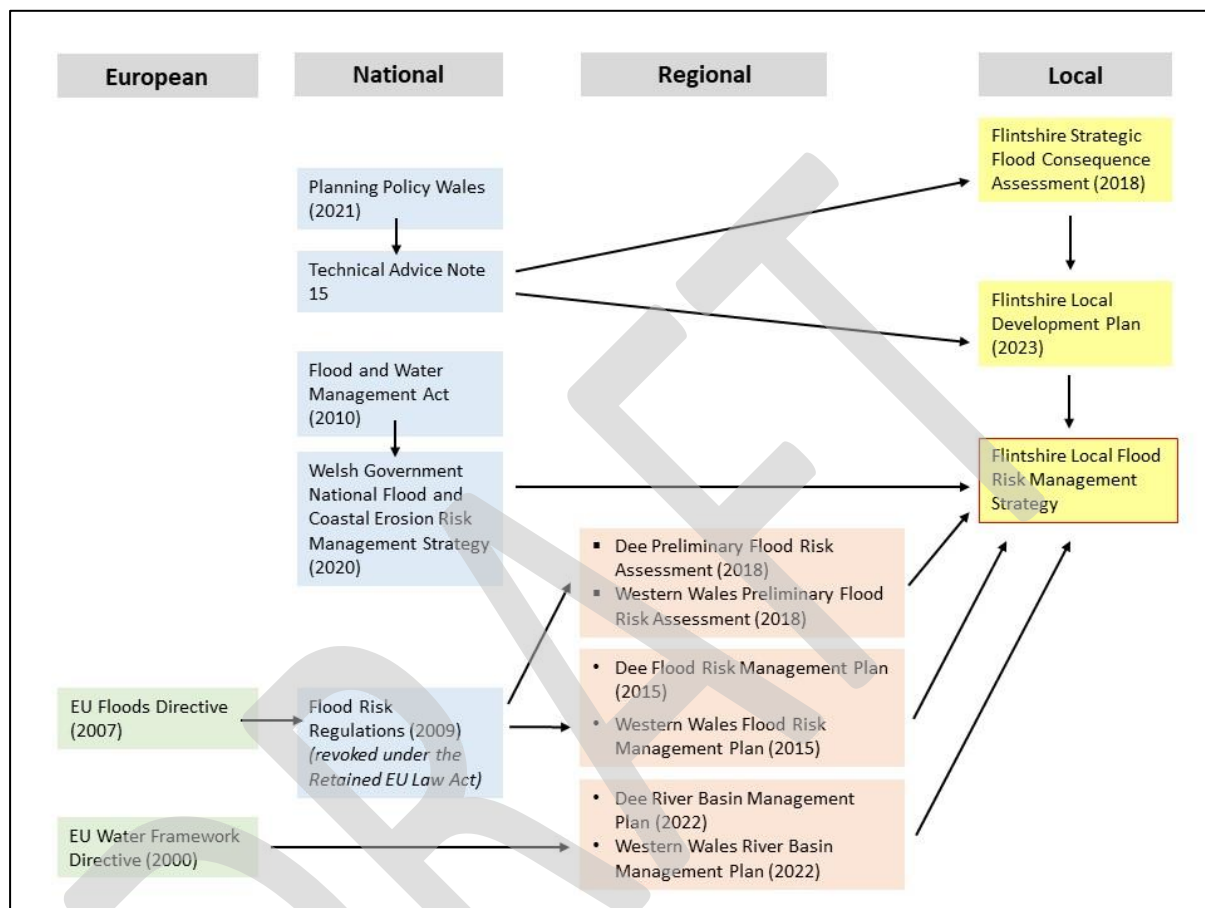 European
National
Regional
Local
Planning Policy Wales
(2021)
Technical Advice Note
15
Flood and Water
Management Act
(2010)
Welsh Government
National Flood and
Coastal Erosion Risk
Management Strategy
(2020)
Flintshire Strategic
Flood Consequence
Assessment (2018)
Flintshire Local
Development Plan
(2023)
Flintshire Local Flood
Risk Management
Strategy
▪ Dee Preliminary Flood Risk
Assessment (2018)
▪ Western Wales Preliminary Flood
Risk Assessment (2018)
EU Floods Directive
(2007)
Flood Risk
Regulations (2009)
(revoked under the
Retained EU Law Act)
• Dee Flood Risk Management Plan
(2015)
• Western Wales Flood Risk
Management Plan (2015)
EU Water Framework
Directive (2000)
• Dee River Basin Management
Plan (2022)
• Western Wales River Basin
Management Plan (2022)
DRAFT